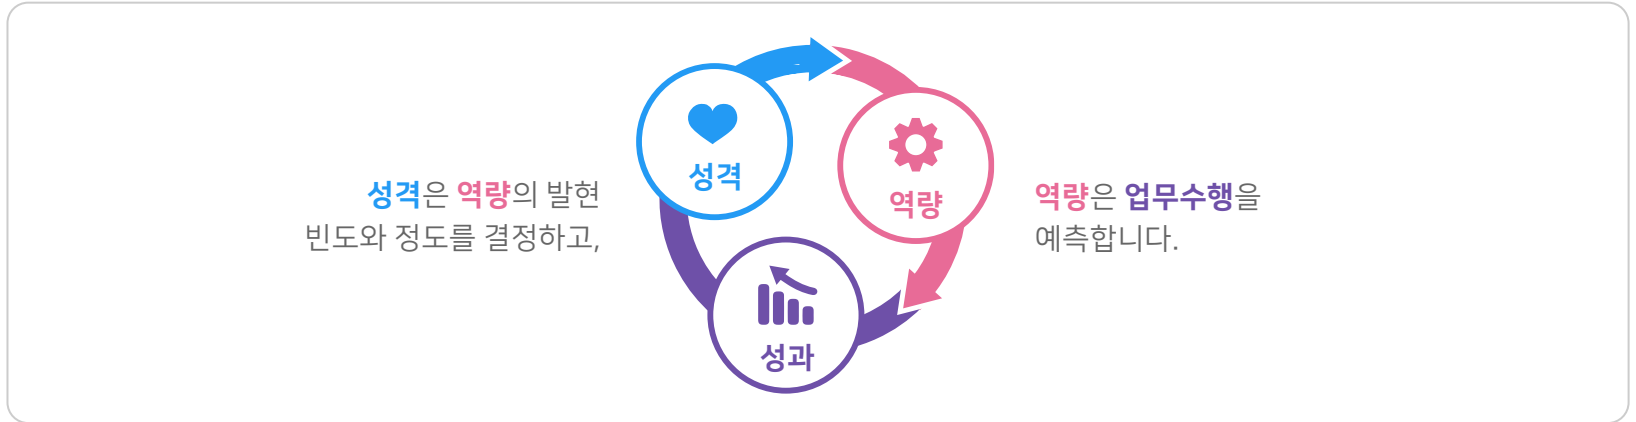 성격은 역량의 발현
빈도와 정도를 결정하고,
성격
역량
성과
역량은 업무수행을
예측합니다.